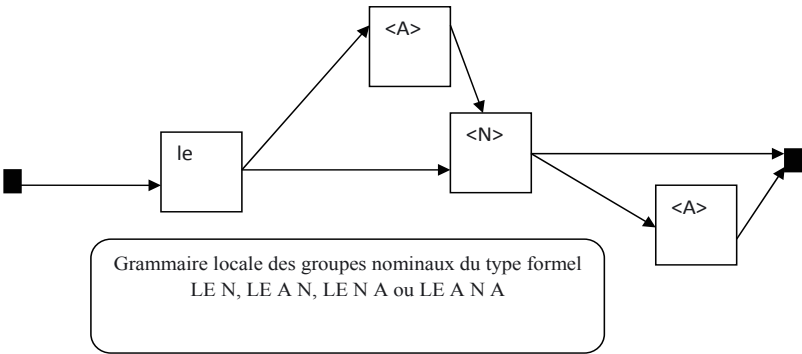 <A>
le
<N>
<A>
Grammaire locale des groupes nominaux du type formel
LE N, LE A N, LE N A ou LE A N A